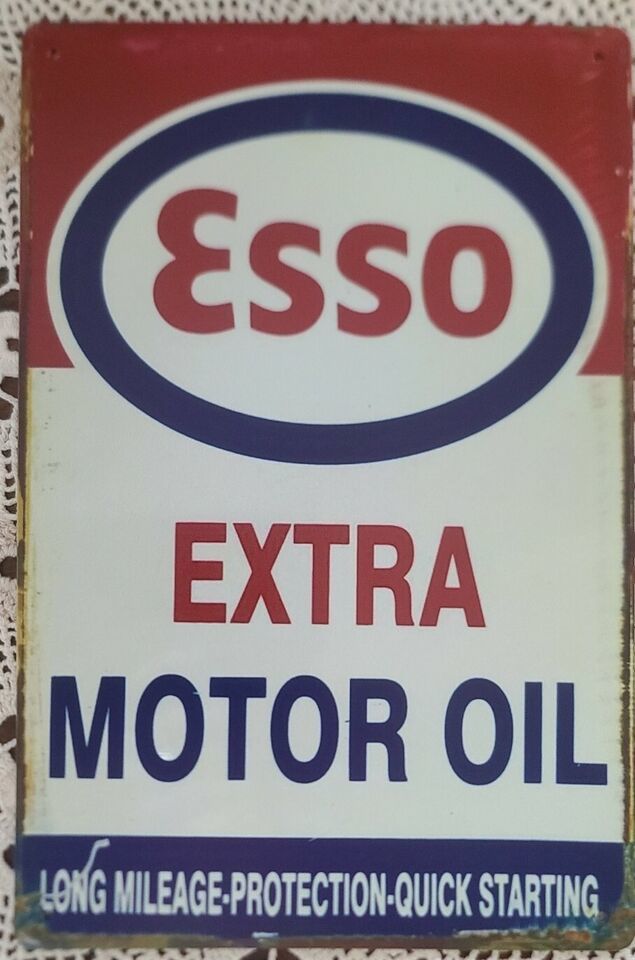 Esso
EXTRA
MOTOR OIL
LONG MILEAGE-PROTECTION-QUICK STARTING